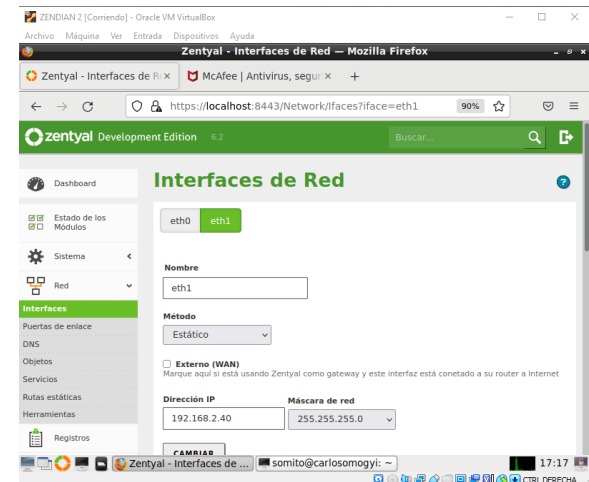 ZENDIAN 2 [Corriendo] - Oracle VM VirtualBox
Archivo Máquina Ver Entrada Dispositivos Ayuda
Zentyal - Interfaces de Red — Mozilla Firefox
Zentyal - Interfaces de R
McAfee | Antivirus, segur
https://localhost:8443/Network/Ifaces?iface=eth1 90%
zentyal Development Edition 6.2 Buscar...
Dashboard
Estado de los Módulos
Sistema
Red
Interfaces
Puertas de enlace
DNS
Objetos
Servicios
Rutas estáticas
Herramientas
Registros
Interfaces de Red
eth0 eth1
Nombre
eth1
Método
Estático
Externo (WAN)
Marque aquí si está usando Zentyal como gateway y este interfaz está conetado a su router a Internet
Dirección IP Máscara de red
192.168.2.40 255.255.255.0
CAMBIAR
Zentyal - Interfaces de ... somito@carlosomogyi: ~ 17:17
CTRL DERECHA